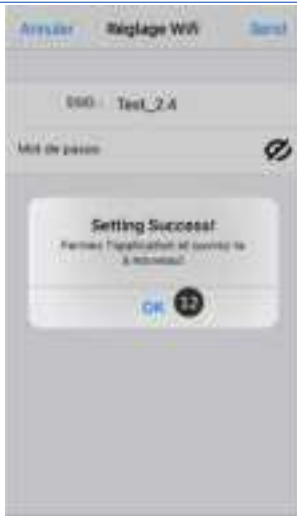 Annuler Réglage Wifi Send
SSID : Test_2.4
Mot de passe
Setting Success!
Fermez l'application et ouvrez la
à nouveau!
OK 12